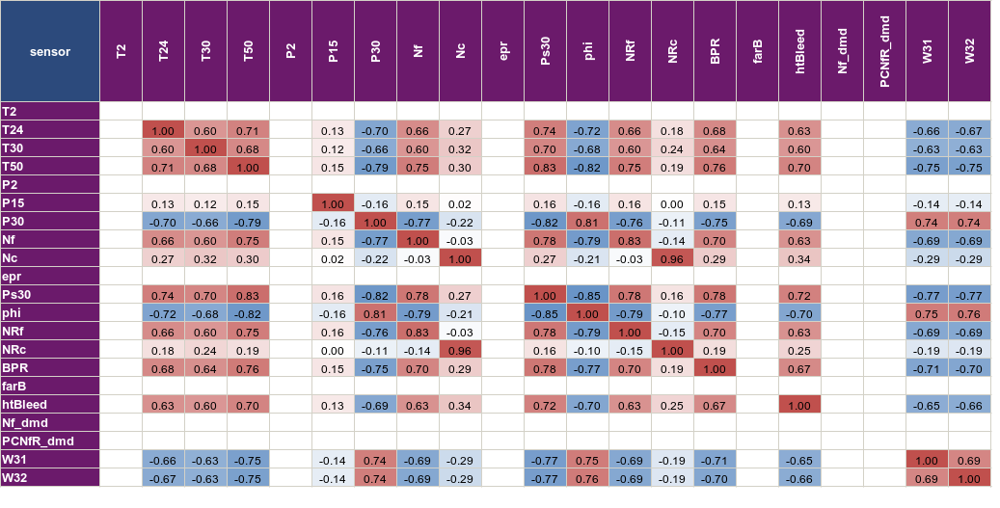 sensor T2 T24 T30 T50 P2 P15 P30 Nf Nc epr Ps30 phi NRf NRc BPR farB htBleed Nf_dmd PCNfR_dmd W31 W32
T2
T24 1.00 0.60 0.71 0.13 -0.70 0.66 0.27 0.74 -0.72 0.66 0.18 0.68 0.63 -0.66 -0.67
T30 0.60 1.00 0.68 0.12 -0.66 0.60 0.32 0.70 -0.68 0.60 0.24 0.64 0.60 -0.63 -0.63
T50 0.71 0.68 1.00 0.15 -0.79 0.75 0.30 0.83 -0.82 0.75 0.19 0.76 0.70 -0.75 -0.75
P2
P15 0.13 0.12 0.15 1.00 -0.16 0.15 0.02 0.16 -0.16 0.16 0.00 0.15 0.13 -0.14 -0.14
P30 -0.70 -0.66 -0.79 -0.16 1.00 -0.77 -0.22 -0.82 0.81 -0.76 -0.11 -0.75 -0.69 0.74 0.74
Nf 0.66 0.60 0.75 0.15 -0.77 1.00 -0.03 0.78 -0.79 0.83 -0.14 0.70 0.63 -0.69 -0.69
Nc 0.27 0.32 0.30 0.02 -0.22 -0.03 1.00 0.27 -0.21 -0.03 0.96 0.29 0.34 -0.29 -0.29
epr
Ps30 0.74 0.70 0.83 0.16 -0.82 0.78 0.27 1.00 -0.85 0.78 0.16 0.78 0.72 -0.77 -0.77
phi -0.72 -0.68 -0.82 -0.16 0.81 -0.79 -0.21 -0.85 1.00 -0.79 -0.10 -0.77 -0.70 0.75 0.76
NRf 0.66 0.60 0.75 0.16 -0.76 0.83 -0.03 0.78 -0.79 1.00 -0.15 0.70 0.63 -0.69 -0.69
NRc 0.18 0.24 0.19 0.00 -0.11 -0.14 0.96 0.16 -0.10 -0.15 1.00 0.19 0.25 -0.19 -0.19
BPR 0.68 0.64 0.76 0.15 -0.75 0.70 0.29 0.78 -0.77 0.70 0.19 1.00 0.67 -0.71 -0.70
farB
htBleed 0.63 0.60 0.70 0.13 -0.69 0.63 0.34 0.72 -0.70 0.63 0.25 0.67 1.00 -0.65 -0.66
Nf_dmd
PCNfR_dmd
W31 -0.66 -0.63 -0.75 -0.14 0.74 -0.69 -0.29 -0.77 0.75 -0.69 -0.19 -0.71 -0.65 1.00 0.69
W32 -0.67 -0.63 -0.75 -0.14 0.74 -0.69 -0.29 -0.77 0.76 -0.69 -0.19 -0.70 -0.66 0.69 1.00